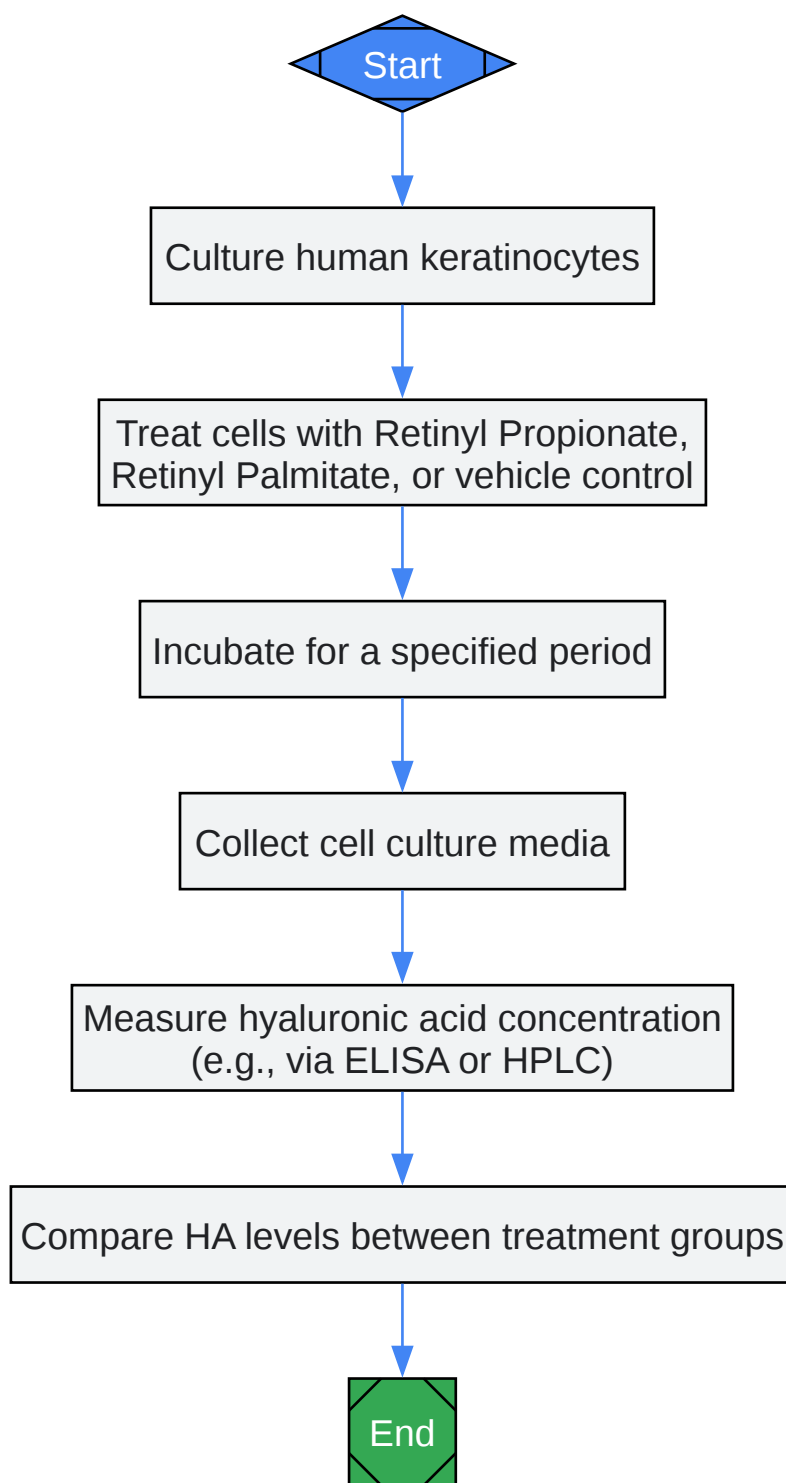 Start
Culture human keratinocytes
Treat cells with Retinyl Propionate,
Retinyl Palmitate, or vehicle control
Incubate for a specified period
Collect cell culture media
Measure hyaluronic acid concentration
(e.g., via ELISA or HPLC)
Compare HA levels between treatment groups
End